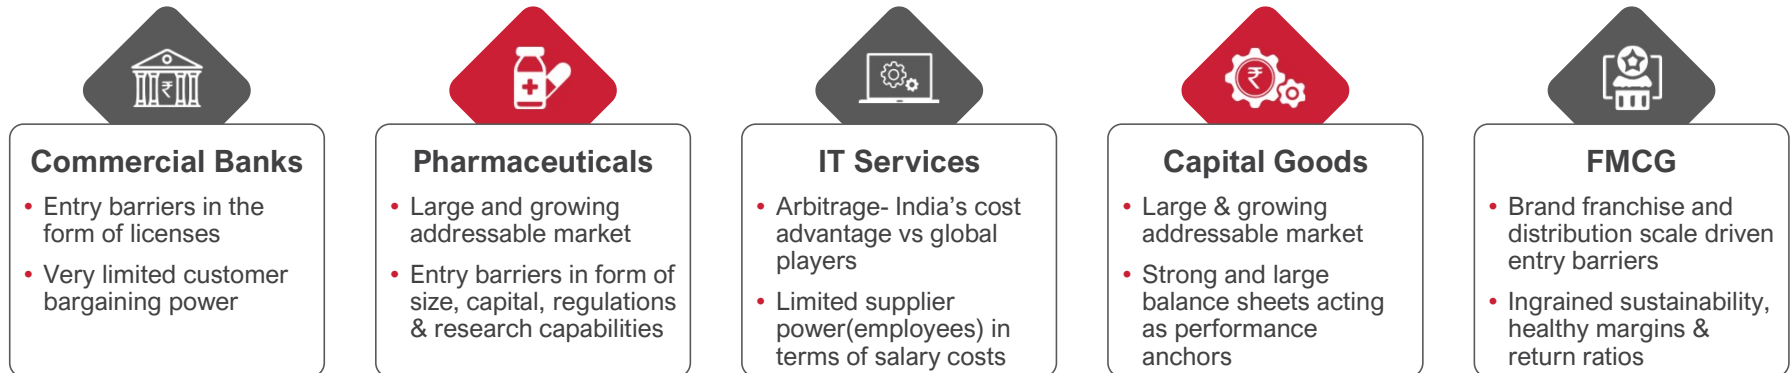 Commercial Banks
• Entry barriers in the
form of licenses
• Very limited customer
bargaining power
Pharmaceuticals
• Large and growing
addressable market
• Entry barriers in form of
size, capital, regulations
& research capabilities
IT Services
• Arbitrage- India's cost
advantage vs global
players
• Limited supplier
power(employees) in
terms of salary costs
Capital Goods
• Large & growing
addressable market
• Strong and large
balance sheets acting
as performance
anchors
FMCG
• Brand franchise and
distribution scale driven
entry barriers
• Ingrained sustainability,
healthy margins &
return ratios